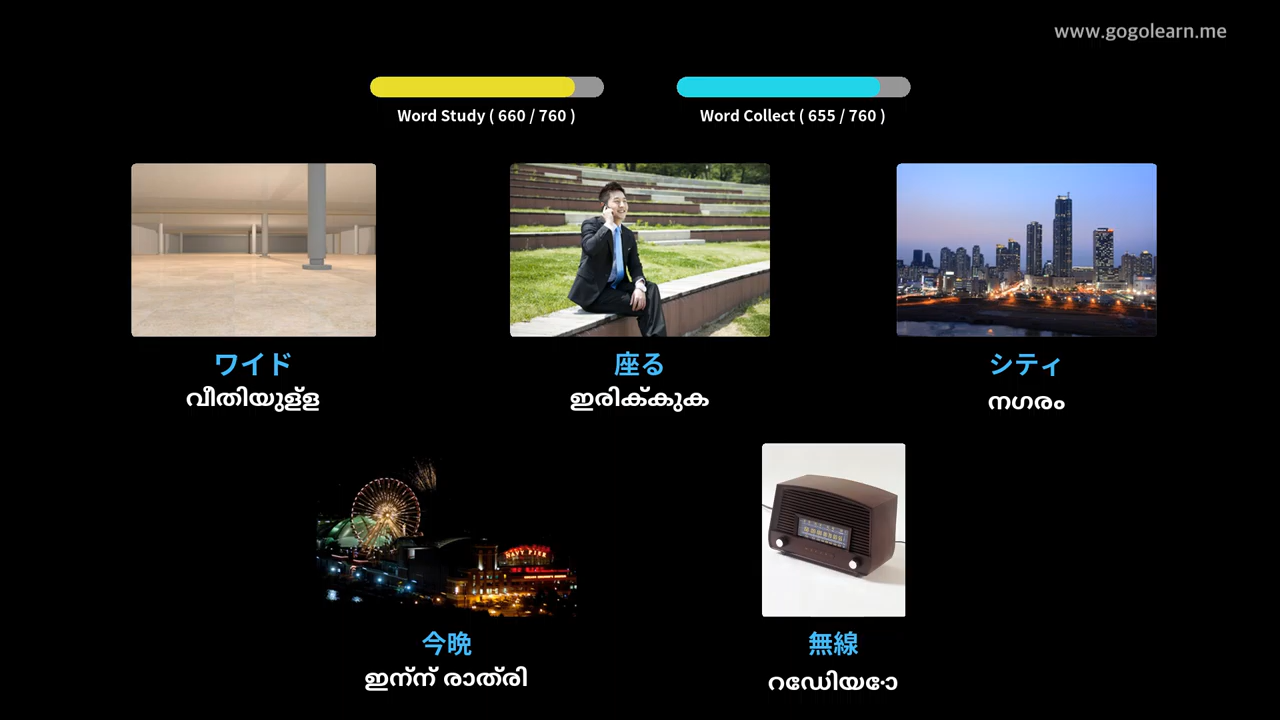 www.gogolearn.me
Word Study ( 660 / 760 )
Word Collect ( 655 / 760 )
ワイド
വീതിയുള്ള
座る
ഇരിക്കുക
シティ
നഗരം
今晩
ഇന്ന് രാത്രി
無線
റേഡിയോ